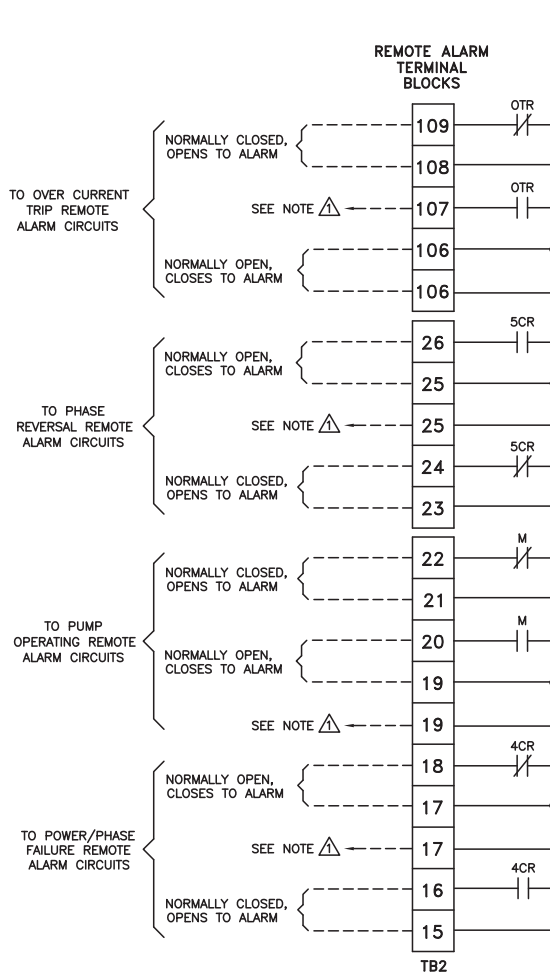 REMOTE ALARM
TERMINAL
BLOCKS
OTR
109
NORMALLY CLOSED,
OPENS TO ALARM
108
TO OVER CURRENT
TRIP REMOTE
ALARM CIRCUITS
OTR
SEE NOTE 1
107
106
NORMALLY OPEN,
CLOSES TO ALARM
106
5CR
26
NORMALLY OPEN,
CLOSES TO ALARM
25
TO PHASE
REVERSAL REMOTE
ALARM CIRCUITS
SEE NOTE 1
25
5CR
24
NORMALLY CLOSED,
OPENS TO ALARM
23
M
22
NORMALLY CLOSED,
OPENS TO ALARM
21
TO PUMP
OPERATING REMOTE
ALARM CIRCUITS
M
20
NORMALLY OPEN,
CLOSES TO ALARM
19
SEE NOTE 1
19
4CR
18
NORMALLY OPEN,
CLOSES TO ALARM
17
TO POWER/PHASE
FAILURE REMOTE
ALARM CIRCUITS
SEE NOTE 1
17
4CR
16
NORMALLY CLOSED,
OPENS TO ALARM
15
TB2